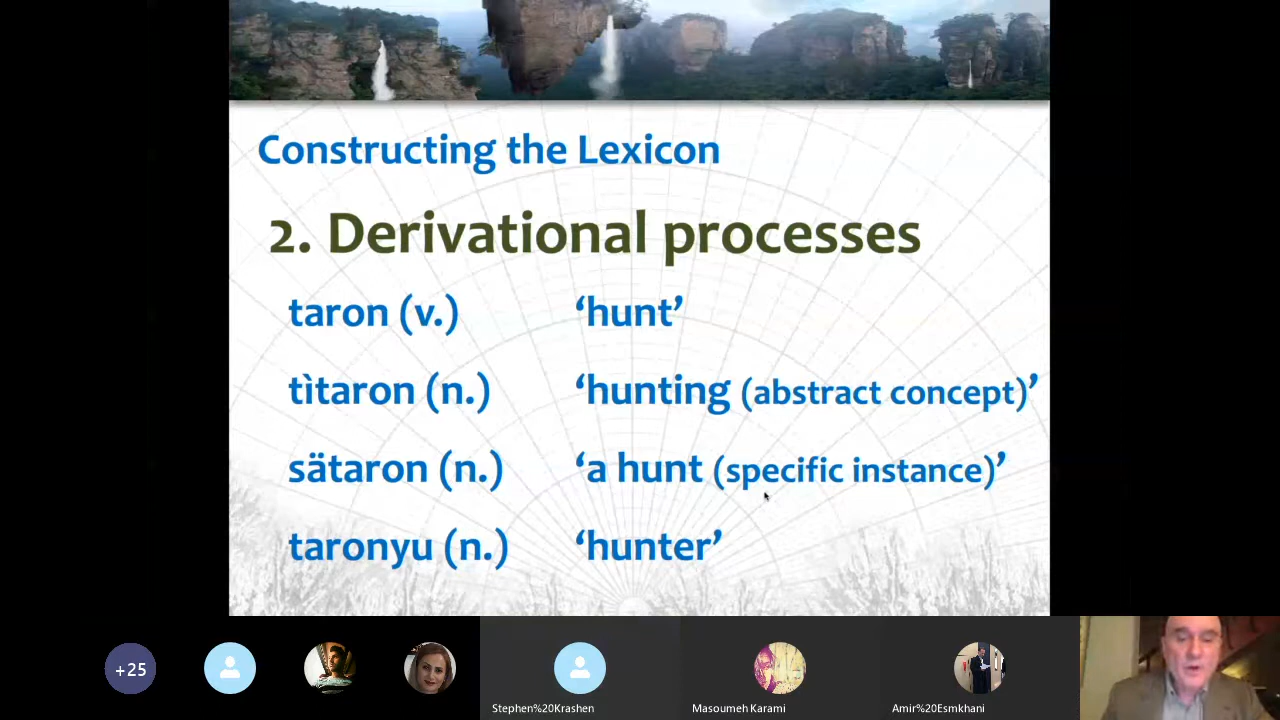 Constructing the Lexicon
2. Derivational processes
taron (v.) ‘hunt’
tìtaron (n.) ‘hunting (abstract concept)’
sätaron (n.) ‘a hunt (specific instance)’
taronyu (n.) ‘hunter’
+25
Stephen%20Krashen
Masoumeh Karami
Amir%20Esmkhani